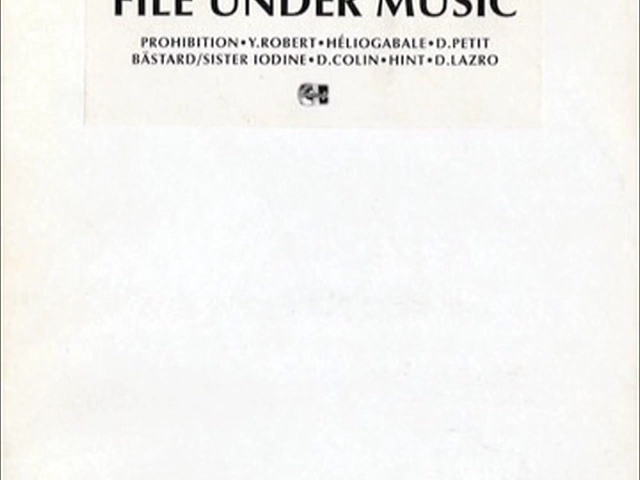 FILE UNDER MUSIC
PROHIBITION•Y.ROBERT•HÉLIOGABALE•D.PETIT
BÄSTARD/SISTER IODINE•D.COLIN•HINT•D.LAZRO